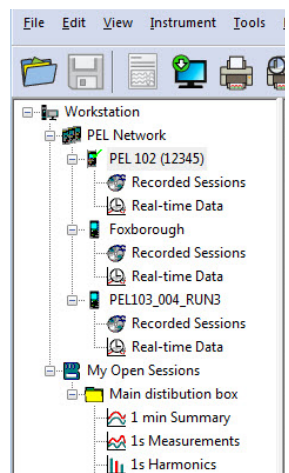 File Edit View Instrument Tools
Workstation
PEL Network
PEL 102 (12345)
Recorded Sessions
Real-time Data
Foxborough
Recorded Sessions
Real-time Data
PEL103_004_RUN3
Recorded Sessions
Real-time Data
My Open Sessions
Main distibution box
1 min Summary
1s Measurements
1s Harmonics